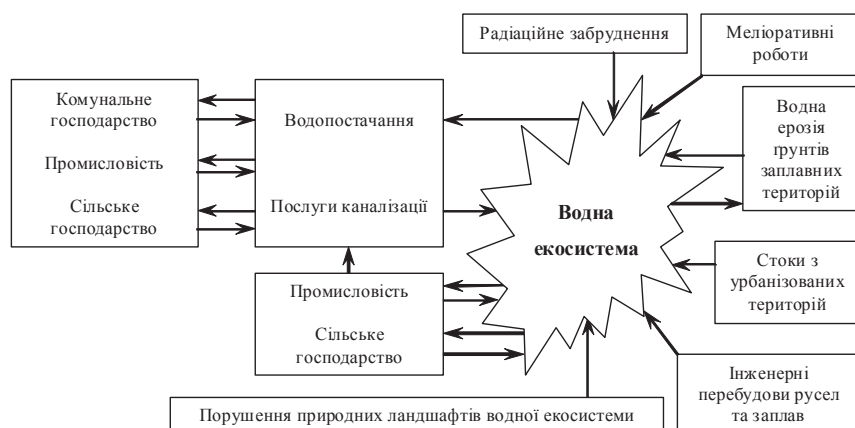 Радіаційне забруднення
Меліоративні
роботи
Комунальне
господарство
Промисловість
Сільське
господарство
Водопостачання
Послуги каналізації
Водна
екосистема
Водна
ерозія
ґрунтів
заплавних
територій
Стоки з
урбанізованих
територій
Промисловість
Сільське
господарство
Інженерні
перебудови русел
та заплав
Порушення природних ландшафтів водної екосистеми